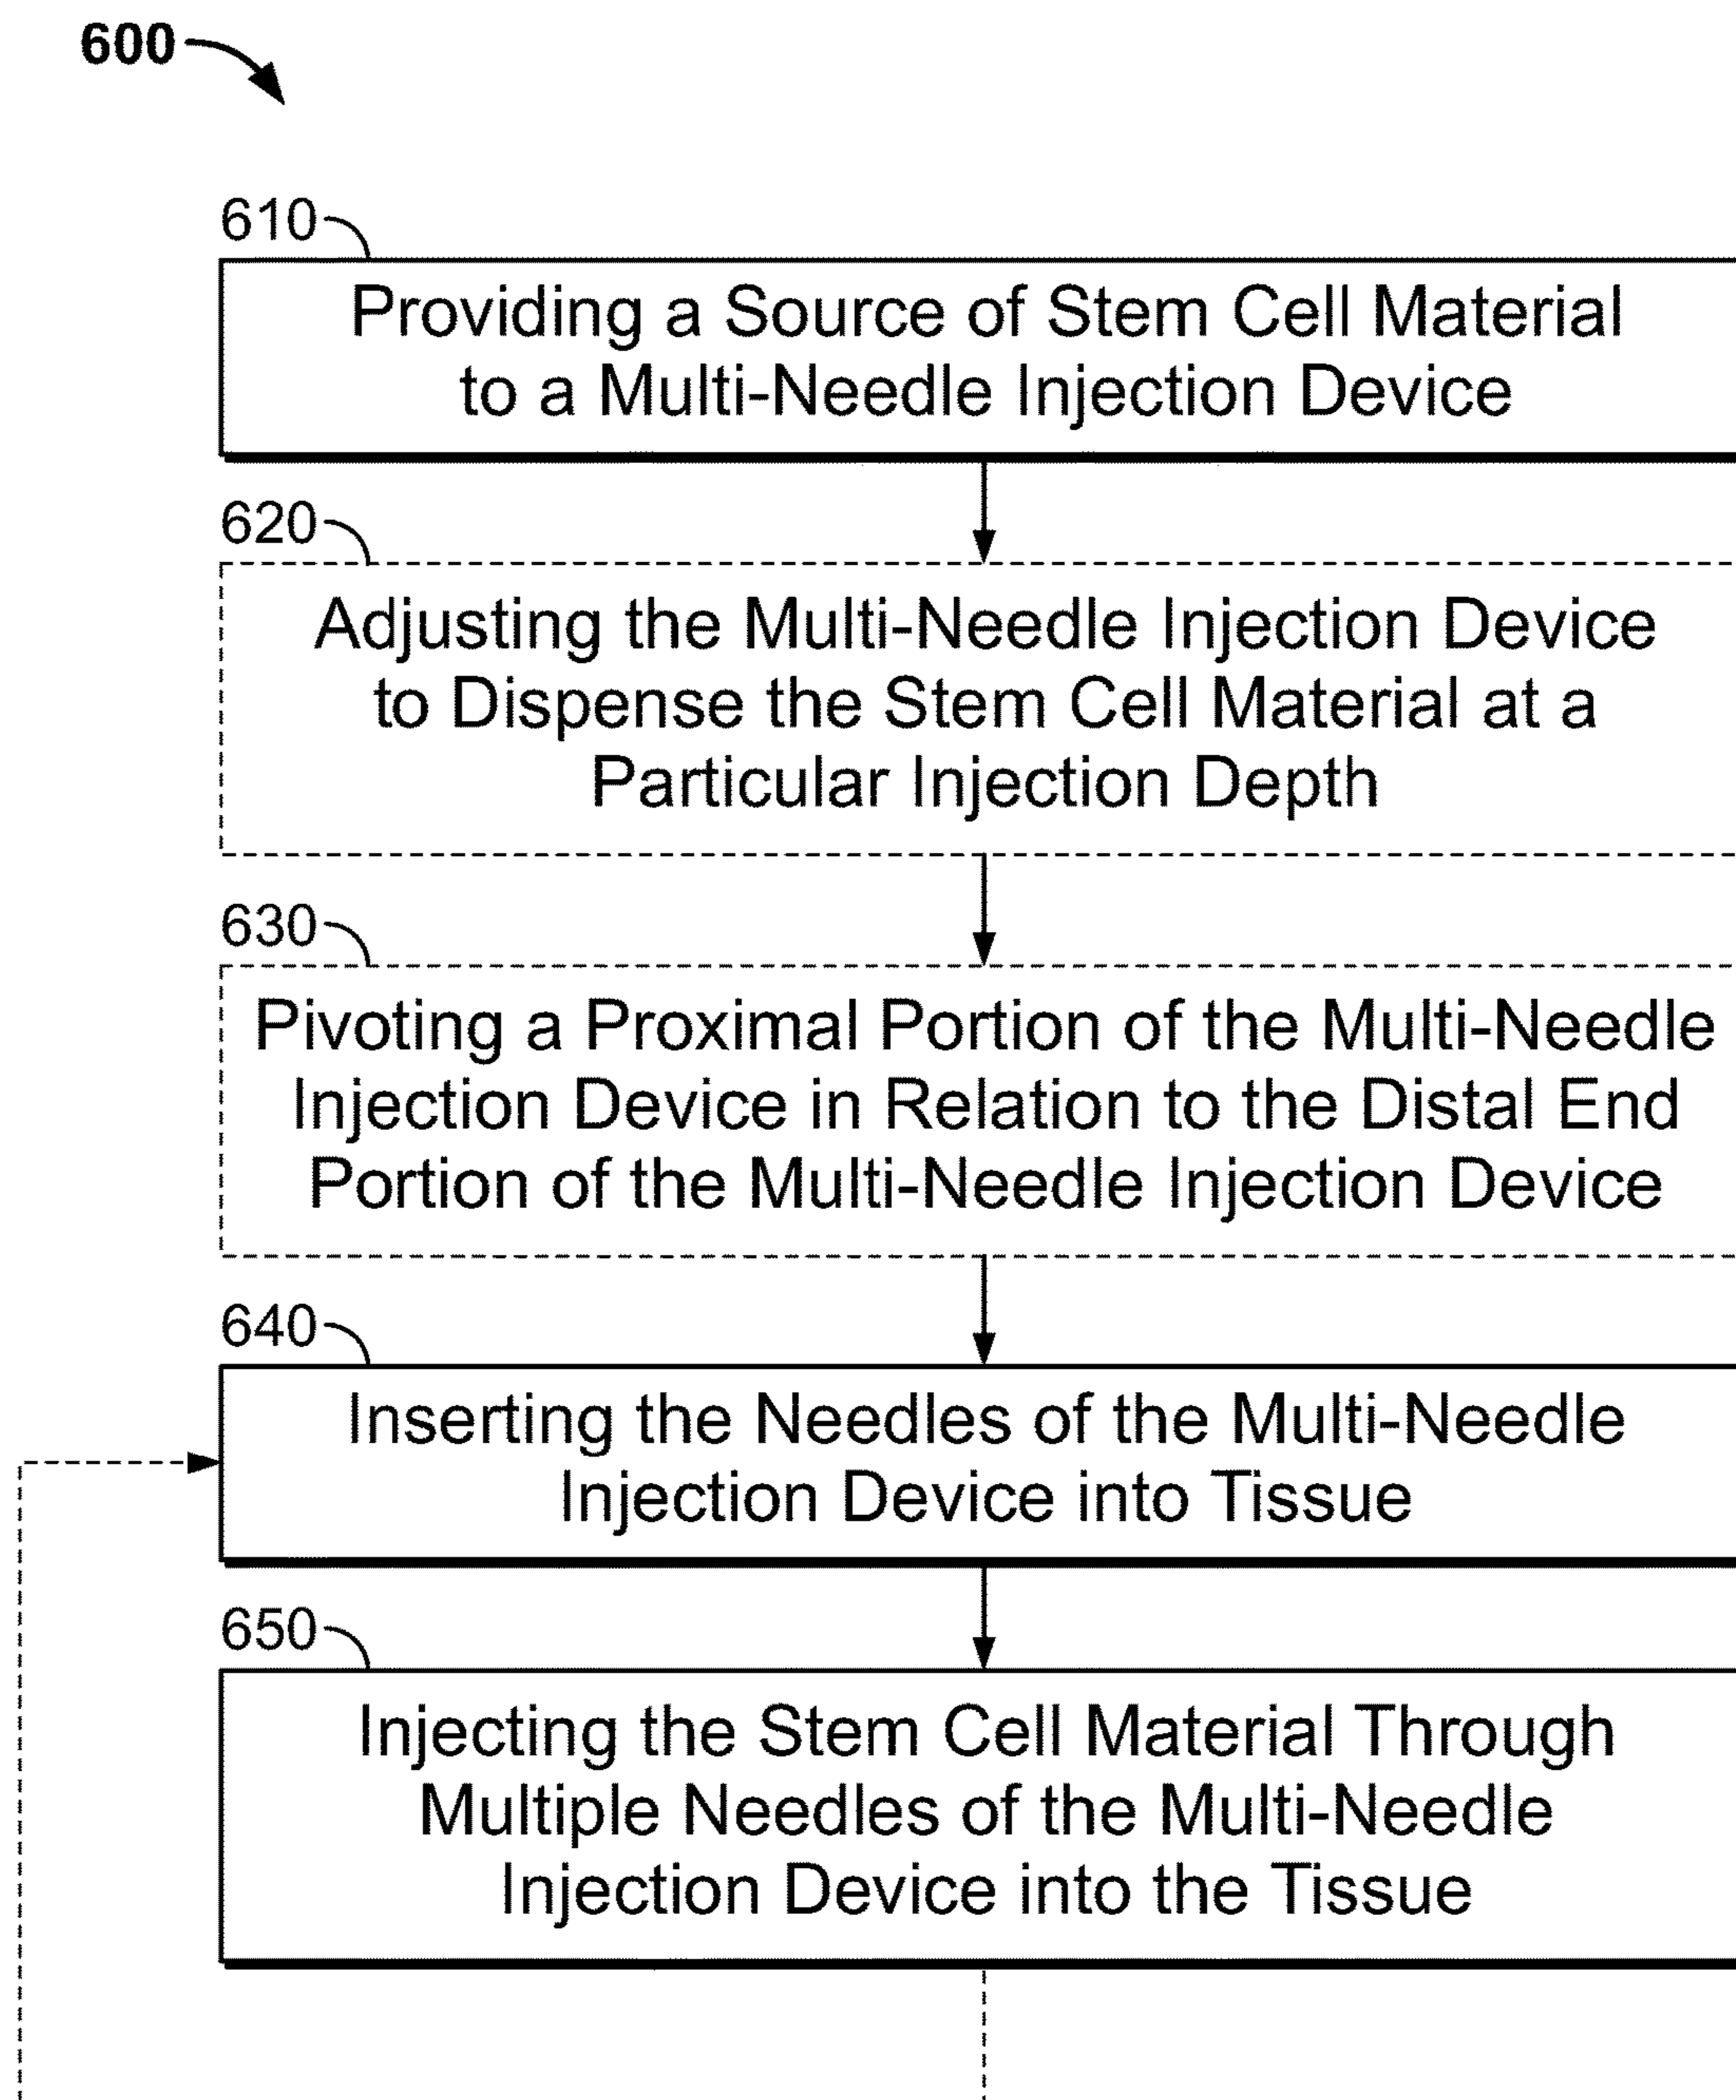 600
610
Providing a Source of Stem Cell Material
to a Multi-Needle Injection Device
620
Adjusting the Multi-Needle Injection Device
to Dispense the Stem Cell Material at a
Particular Injection Depth
630
Pivoting a Proximal Portion of the Multi-Needle
Injection Device in Relation to the Distal End
Portion of the Multi-Needle Injection Device
640
Inserting the Needles of the Multi-Needle
Injection Device into Tissue
650
Injecting the Stem Cell Material Through
Multiple Needles of the Multi-Needle
Injection Device into the Tissue